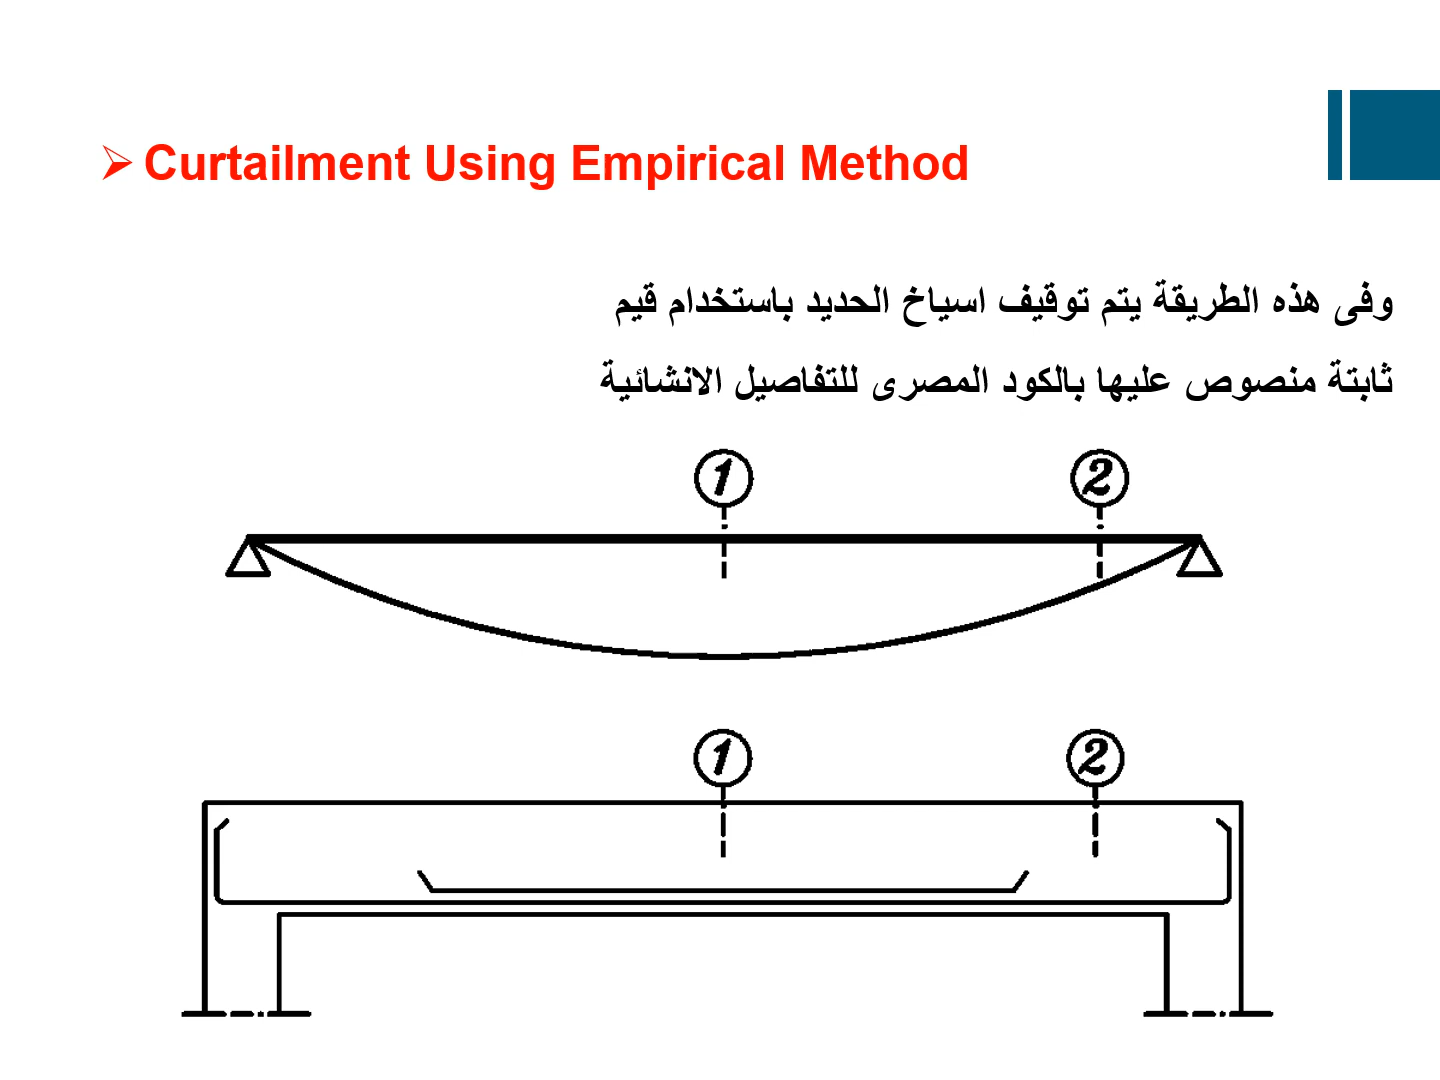 Curtailment Using Empirical Method
وفى هذه الطريقة يتم توقيف اسياخ الحديد باستخدام قيم
ثابتة منصوص عليها بالكود المصرى للتفاصيل الانشائية
1 2
1 2